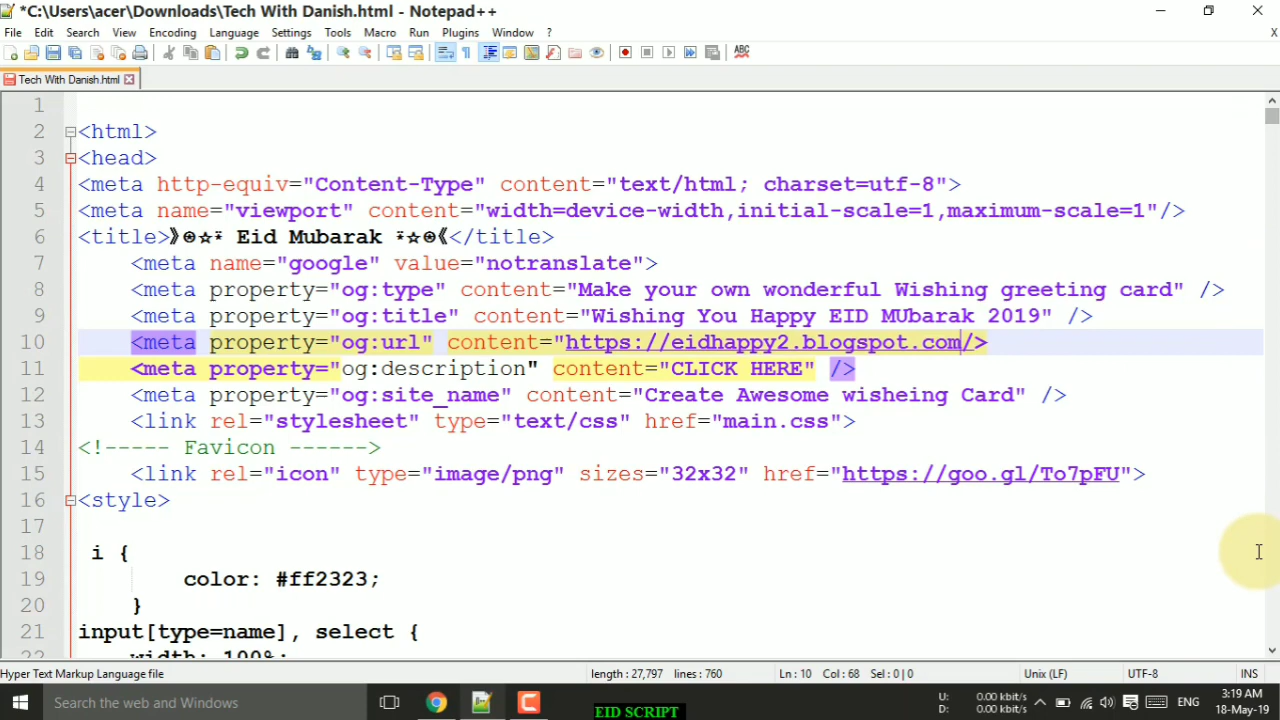 *C:\Users\acer\Downloads\Tech With Danish.html - Notepad++
File Edit Search View Encoding Language Settings Tools Macro Run Plugins Window ? X
Tech With Danish.html
1
2 <html>
3 <head>
4 <meta http-equiv="Content-Type" content="text/html; charset=utf-8">
5 <meta name="viewport" content="width=device-width,initial-scale=1,maximum-scale=1"/>
6 <title>》⊛☆ Eid Mubarak ☆⊛《</title>
7 <meta name="google" value="notranslate">
8 <meta property="og:type" content="Make your own wonderful Wishing greeting card" />
9 <meta property="og:title" content="Wishing You Happy EID MUbarak 2019" />
10 <meta property="og:url" content="https://eidhappy2.blogspot.com/>
11 <meta property="og:description" content="CLICK HERE" />
12 <meta property="og:site_name" content="Create Awesome wisheing Card" />
13 <link rel="stylesheet" type="text/css" href="main.css">
14 <!----- Favicon ------>
15 <link rel="icon" type="image/png" sizes="32x32" href="https://goo.gl/To7pFU">
16 <style>
17
18 i {
19 color: #ff2323;
20 }
21 input[type=name], select {
22 width: 100%;
Hyper Text Markup Language file length : 27,797 lines : 760 Ln : 10 Col : 68 Sel : 0 | 0 Unix (LF) UTF-8 INS
Search the web and Windows
EID SCRIPT
U: 0.00 kbit/s
D: 0.00 kbit/s
ENG
3:19 AM
18-May-19